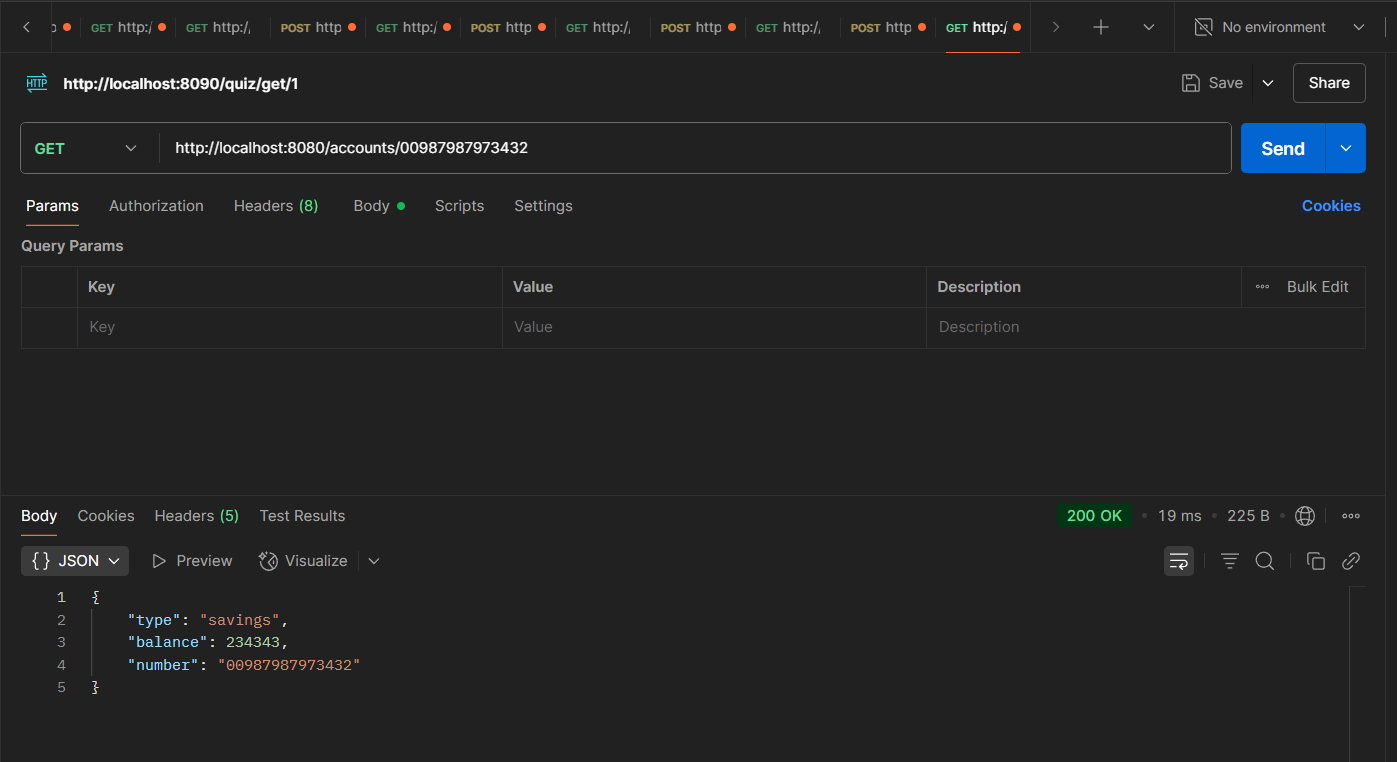 GET http:/ GET http:/ POST http GET http:/ POST http GET http:/ POST http GET http:/ POST http GET http:/ No environment
HTTP http://localhost:8090/quiz/get/1 Save Share
GET http://localhost:8080/accounts/00987987973432 Send
Params Authorization Headers (8) Body Scripts Settings Cookies
Query Params
Key Value Description Bulk Edit
Key Value Description
Body Cookies Headers (5) Test Results 200 OK 19 ms 225 B
{} JSON Preview Visualize
1 {
2 "type": "savings",
3 "balance": 234343,
4 "number": "00987987973432"
5 }